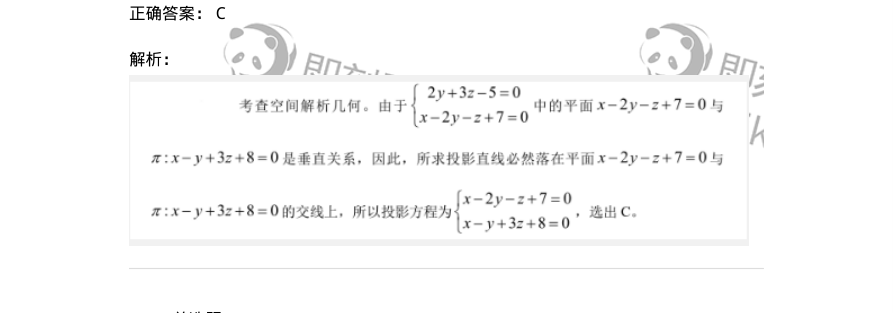 正确答案： C
解析：
考查空间解析几何。由于 { 2y+3z−5=0 x−2y−z+7=0 中的平面 x−2y−z+7=0 与
π:x−y+3z+8=0 是垂直关系，因此，所求投影直线必然落在平面 x−2y−z+7=0 与
π:x−y+3z+8=0 的交线上，所以投影方程为 { x−2y−z+7=0 x−y+3z+8=0 ，选出 C。